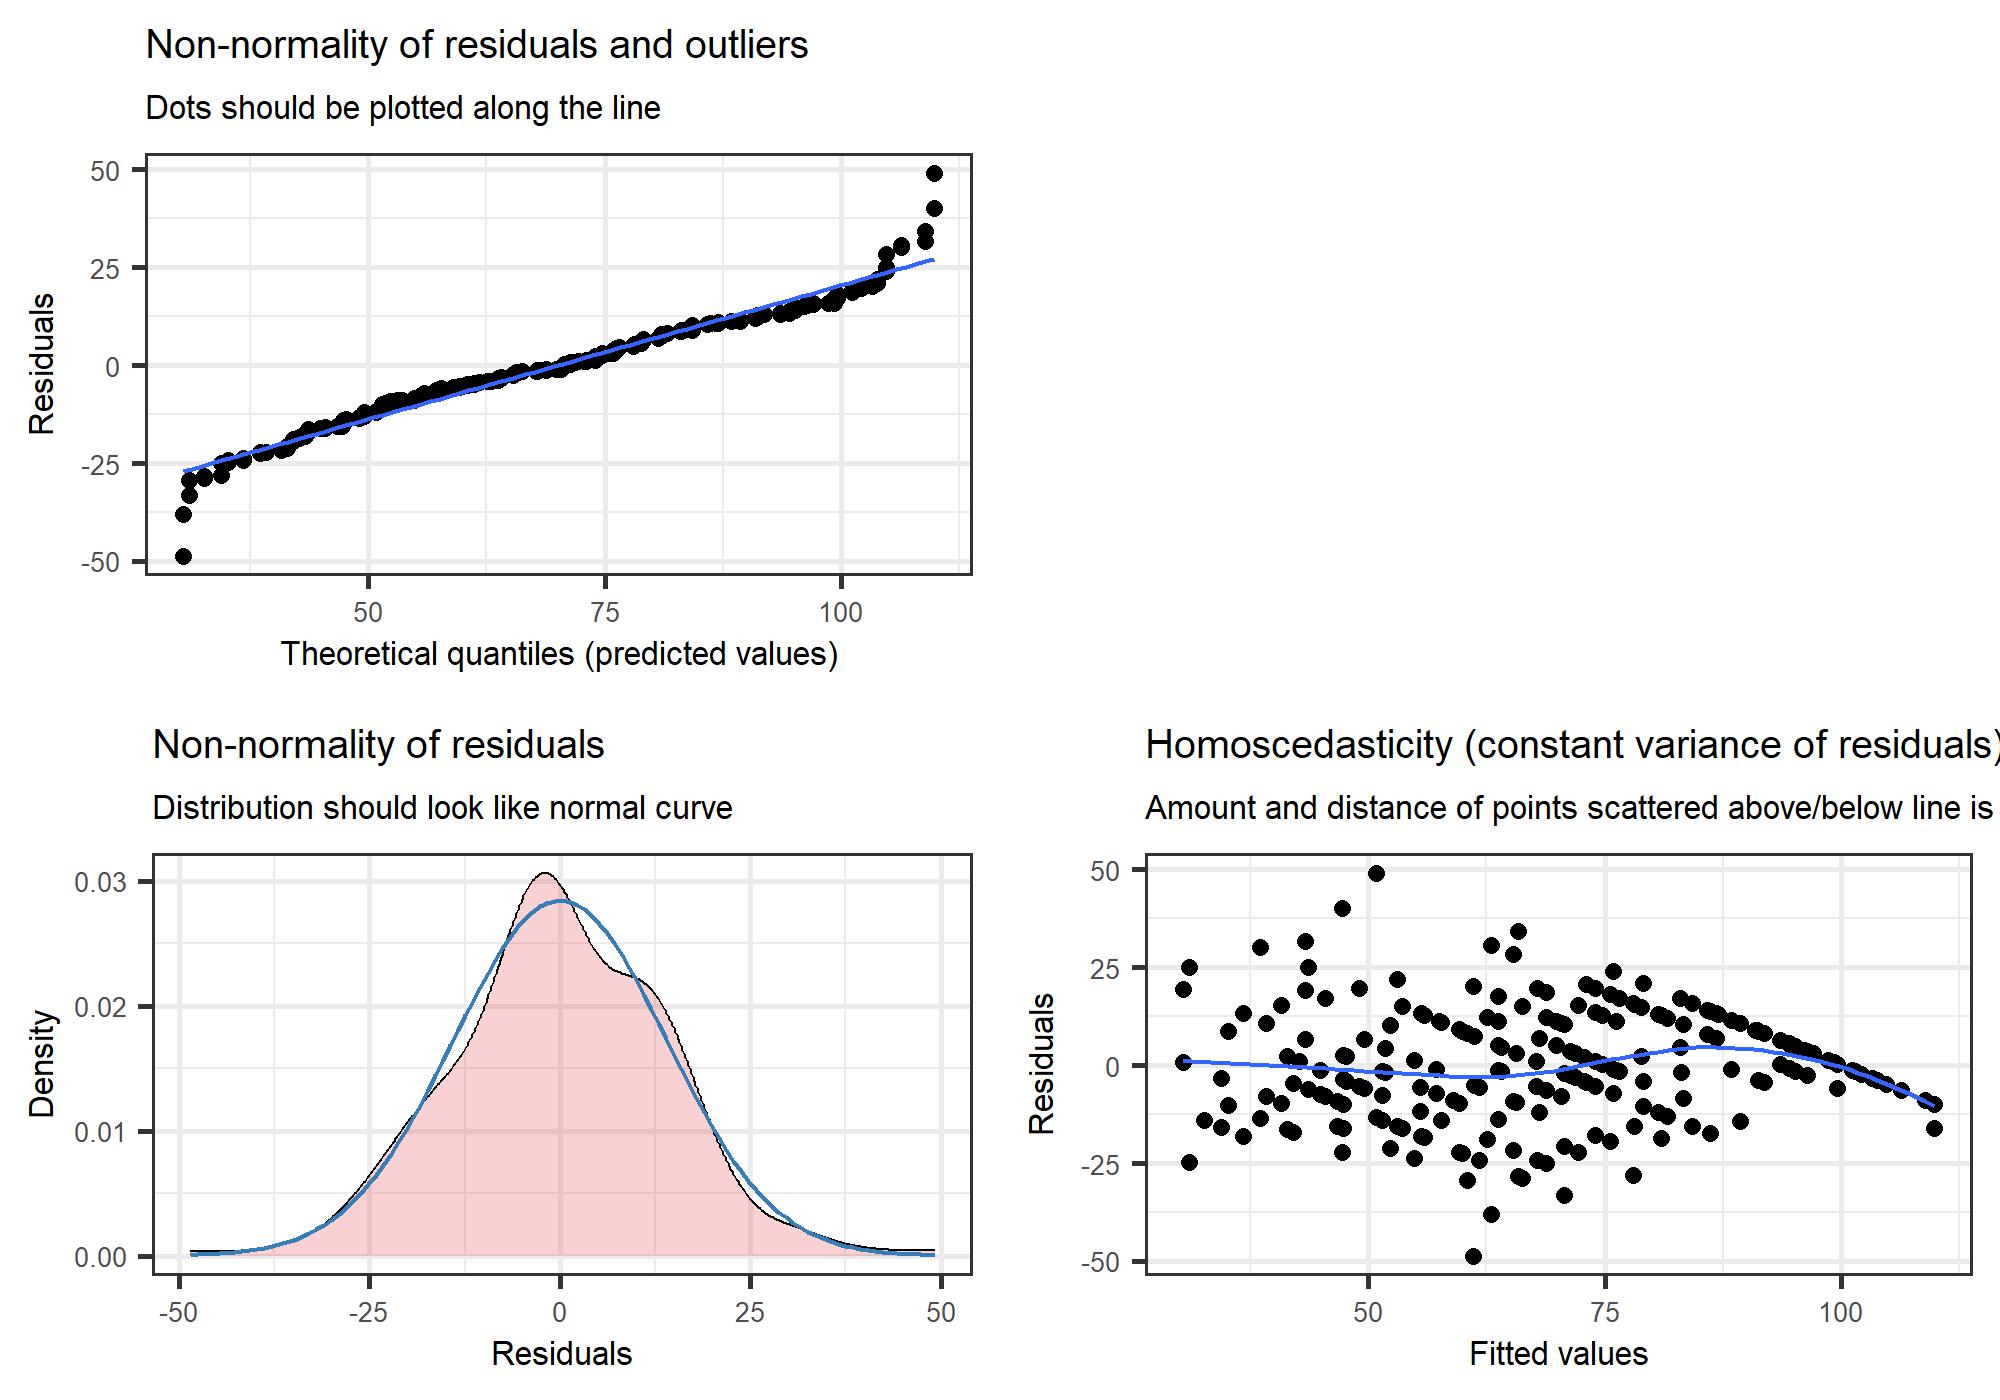 Non-normality of residuals and outliers
Dots should be plotted along the line
50
25
0
-25
-50
Residuals
50
75
100
Theoretical quantiles (predicted values)
Non-normality of residuals
Distribution should look like normal curve
0.03
0.02
0.01
0.00
Density
-50
-25
0
25
50
Residuals
Homoscedasticity (constant variance of residuals)
Amount and distance of points scattered above/below line is
50
25
0
-25
-50
Residuals
50
75
100
Fitted values